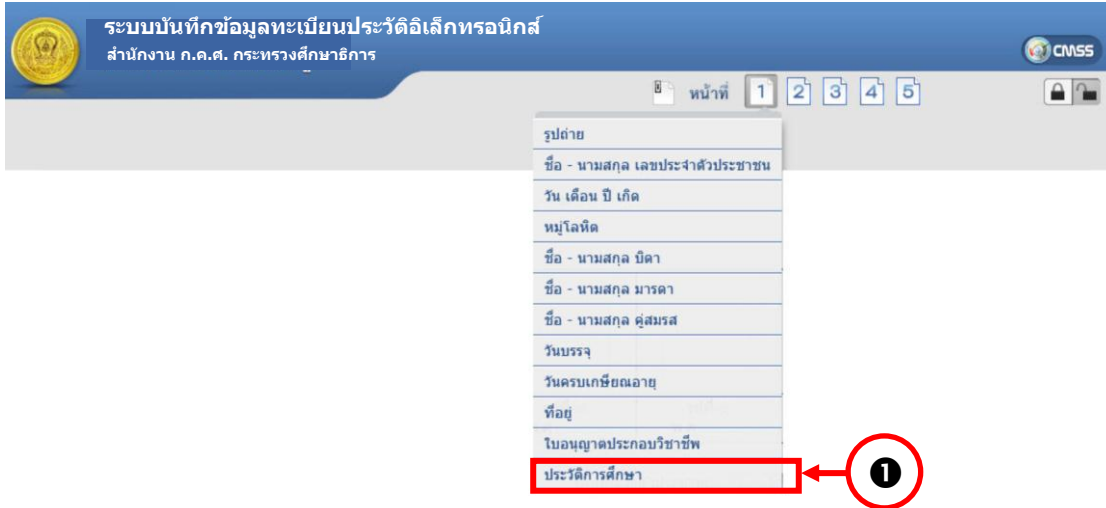 ระบบบันทึกข้อมูลทะเบียนประวัติอิเล็กทรอนิกส์
สำนักงาน ก.ค.ศ. กระทรวงศึกษาธิการ
CMSS
หน้าที่ 1 2 3 4 5
รูปถ่าย
ชื่อ - นามสกุล เลขประจำตัวประชาชน
วัน เดือน ปี เกิด
หมู่โลหิต
ชื่อ - นามสกุล บิดา
ชื่อ - นามสกุล มารดา
ชื่อ - นามสกุล คู่สมรส
วันบรรจุ
วันครบเกษียณอายุ
ที่อยู่
ใบอนุญาตประกอบวิชาชีพ
ประวัติการศึกษา
❶